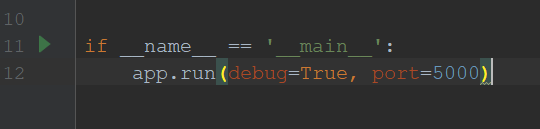 10
11 if __name__ == '__main__':
12 app.run(debug=True, port=5000)